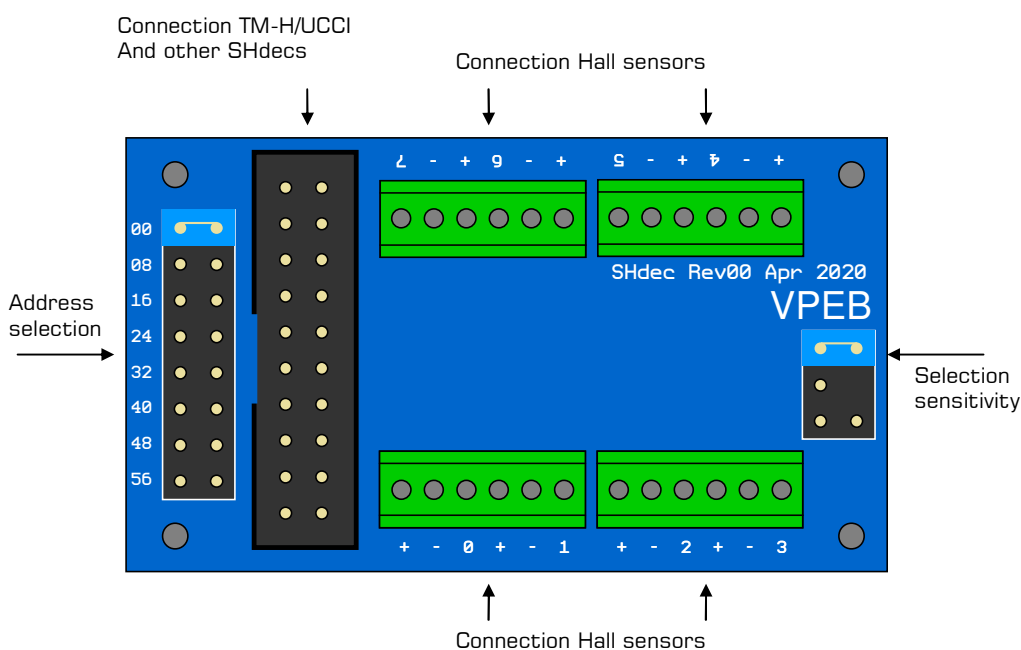 Connection TM-H/UCCI
And other SHdecs
Connection Hall sensors
7 - + 6 - + 5 - + 4 - +
00
08
16
24
32
40
48
56
Address
selection
SHdec Rev00 Apr 2020
VPEB
Selection
sensitivity
+ - 0 + - 1 + - 2 + - 3
Connection Hall sensors